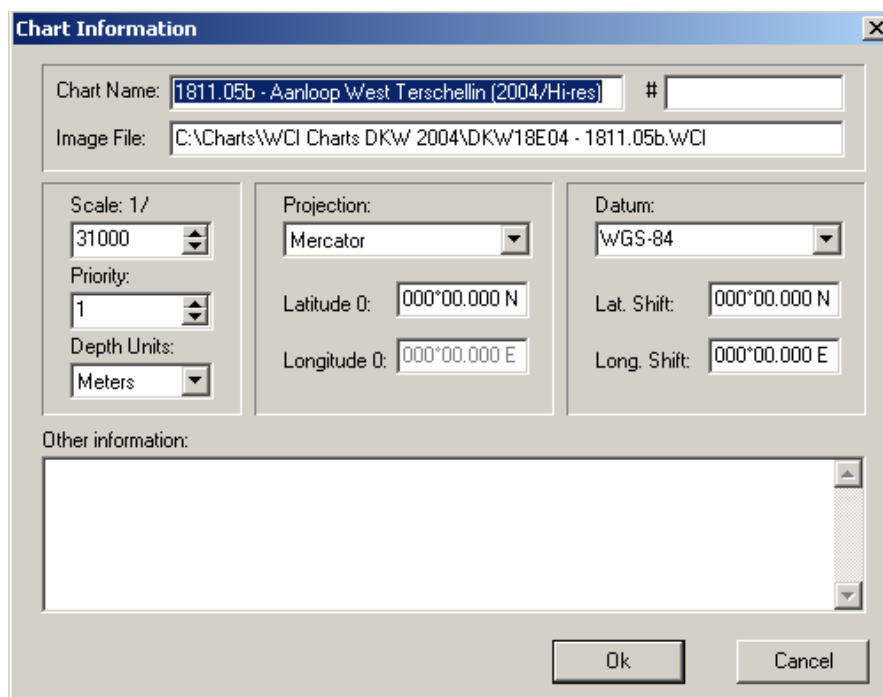 Chart Information
Chart Name: 1811.05b - Aanloop West Terschellin (2004/Hi-res) #
Image File: C:\Charts\WCI Charts DKW 2004\DKW18E04 - 1811.05b.WCI
Scale: 1/
31000
Priority:
1
Depth Units:
Meters
Projection:
Mercator
Latitude 0: 000°00.000 N
Longitude 0: 000°00.000 E
Datum:
WGS-84
Lat. Shift: 000°00.000 N
Long. Shift: 000°00.000 E
Other information:
Ok Cancel